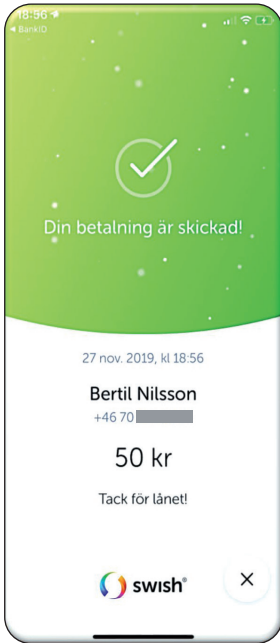 18:56
◀ BankID
Din betalning är skickad!
27 nov. 2019, kl 18:56
Bertil Nilsson
+46 70
50 kr
Tack för lånet!
swish®